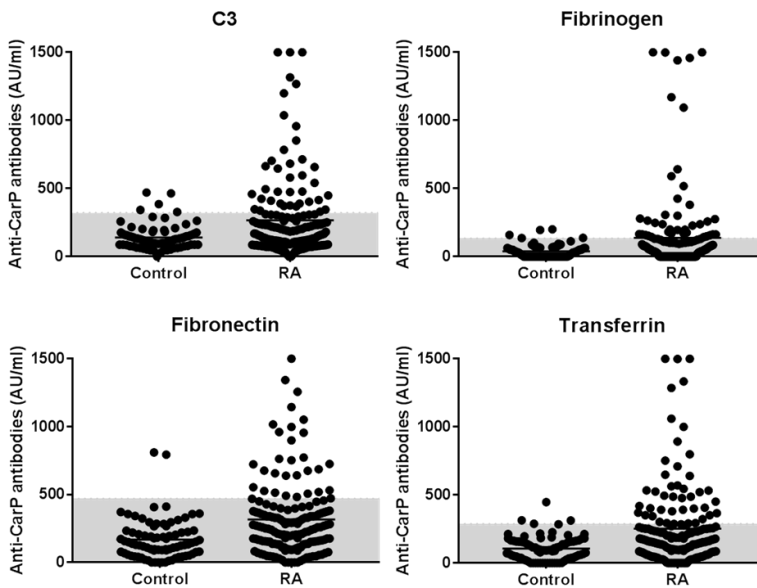 C3
Anti-CarP antibodies (AU/ml)
1500
1000
500
0
Control RA
Fibrinogen
Anti-CarP antibodies (AU/ml)
1500
1000
500
0
Control RA
Fibronectin
Anti-CarP antibodies (AU/ml)
1500
1000
500
0
Control RA
Transferrin
Anti-CarP antibodies (AU/ml)
1500
1000
500
0
Control RA